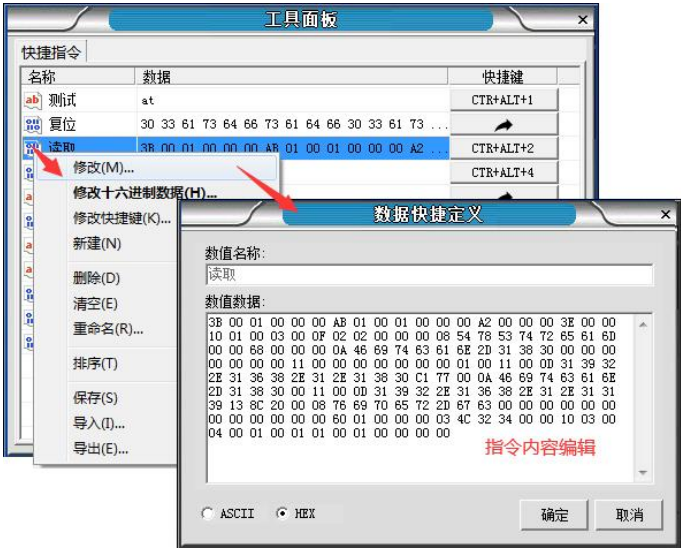 工具面板
快捷指令
名称 数据 快捷键
测试 at CTR+ALT+1
复位 30 33 61 73 64 66 73 61 64 66 30 33 61 73 ...
读取 3B 00 01 00 00 00 AB 01 00 01 00 00 00 A2 ... CTR+ALT+2
CTR+ALT+4
修改(M)...
修改十六进制数据(H)...
修改快捷键(K)...
新建(N)
删除(D)
清空(E)
重命名(R)...
排序(T)
保存(S)
导入(I)...
导出(E)...
数据快捷定义
数值名称:
读取
数值数据:
3B 00 01 00 00 00 AB 01 00 01 00 00 00 A2 00 00 00 3E 00 00
10 01 00 03 00 0F 02 02 00 00 00 08 54 78 53 74 72 65 61 6D
00 00 68 00 00 00 0A 46 69 74 63 61 6E 2D 31 38 30 00 00 00
00 00 00 00 11 00 00 00 00 00 00 00 00 01 00 11 00 0D 31 39 32
2E 31 36 38 2E 31 2E 31 38 30 C1 77 00 0A 46 69 74 63 61 6E
2D 31 38 30 00 11 00 0D 31 39 32 2E 31 36 38 2E 31 2E 31 31
39 13 8C 20 00 08 76 69 70 65 72 2D 67 63 00 00 00 00 00 00
00 00 00 00 00 00 60 01 00 00 00 03 4C 32 34 00 00 10 03 00
04 00 01 00 01 01 00 01 00 00 00 00
指令内容编辑
ASCII HEX 确定 取消